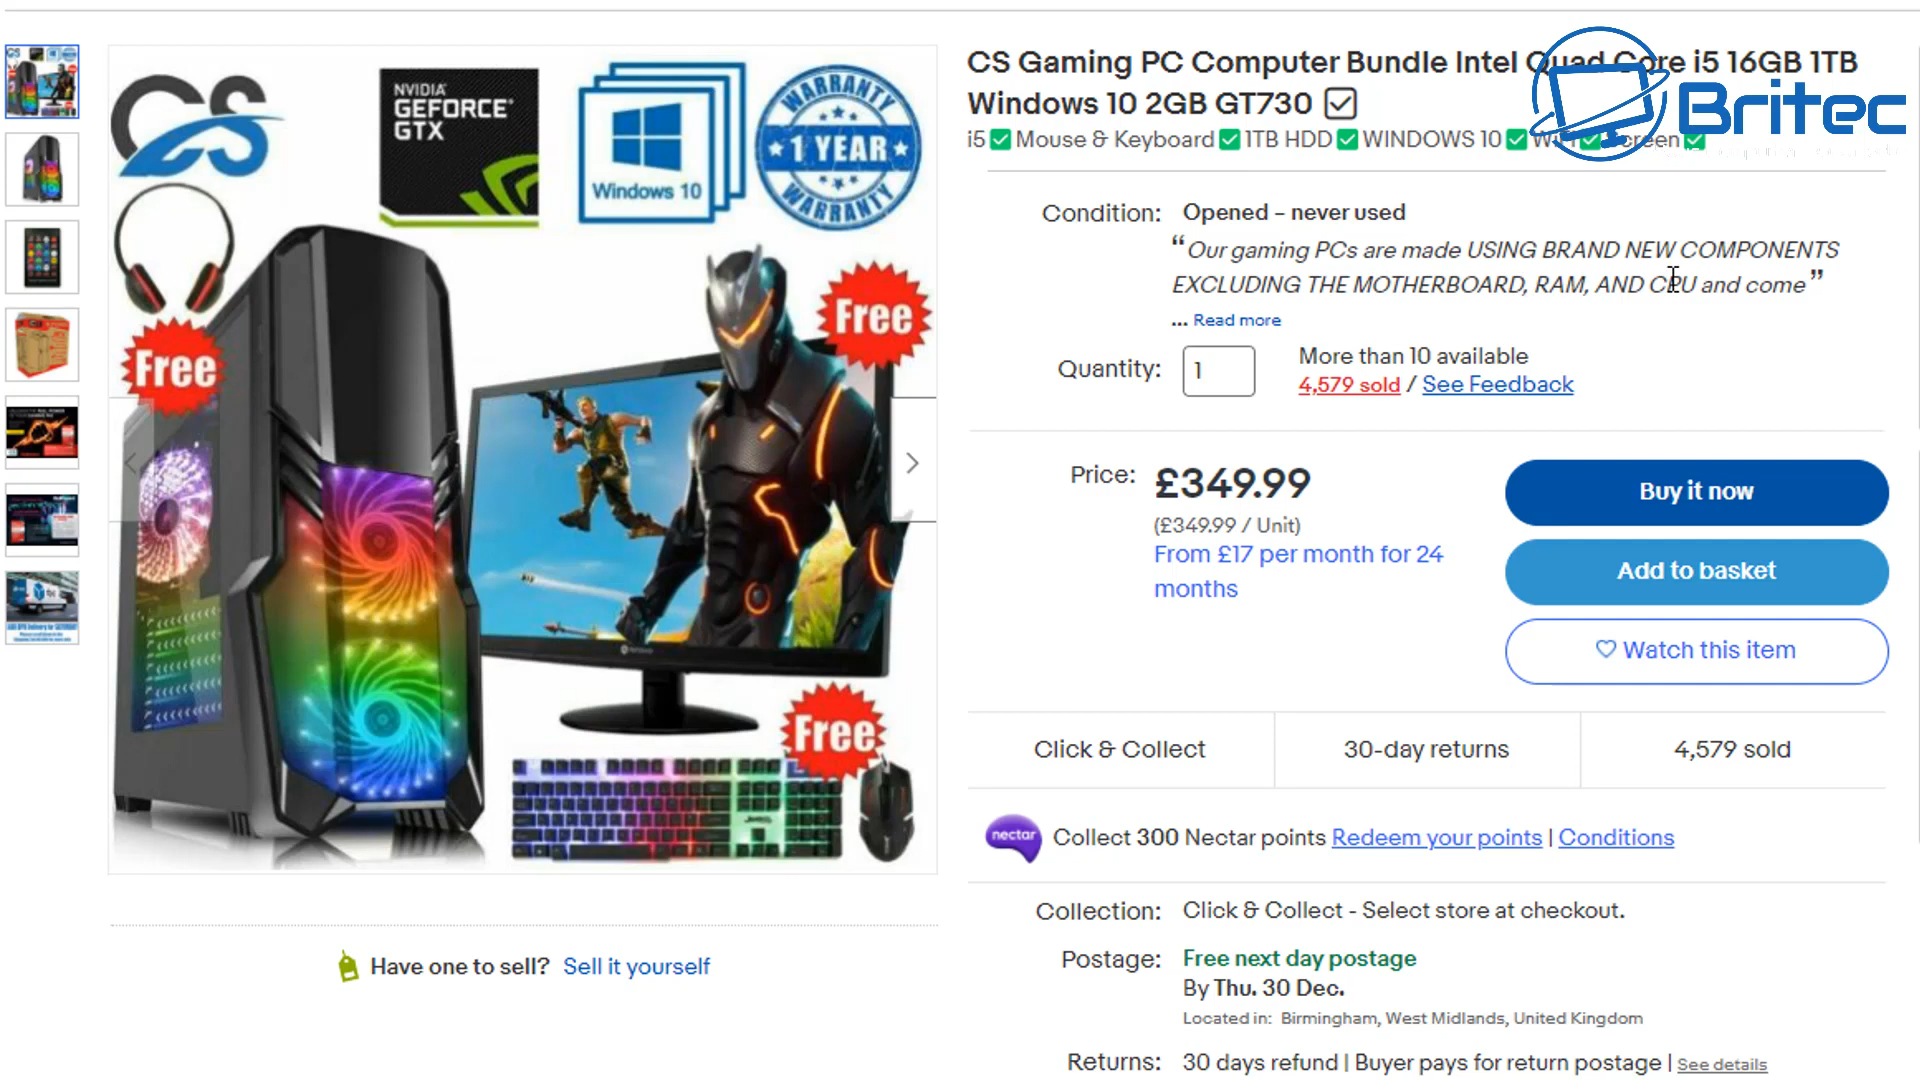 CS
NVIDIA
GEFORCE
GTX
Windows 10
WARRANTY
1 YEAR
WARRANTY
Free
Free
Free
CS Gaming PC Computer Bundle Intel Quad Core i5 16GB 1TB
Windows 10 2GB GT730
i5 ✅ Mouse & Keyboard ✅ 1TB HDD ✅ WINDOWS 10 ✅ WiFi ✅ Screen ✅
Britec
Condition: Opened – never used
“Our gaming PCs are made USING BRAND NEW COMPONENTS
EXCLUDING THE MOTHERBOARD, RAM, AND CPU and come”
... Read more
Quantity: 1
More than 10 available
4,579 sold / See Feedback
Price: £349.99
(£349.99 / Unit)
From £17 per month for 24
months
Buy it now
Add to basket
Watch this item
Click & Collect
30-day returns
4,579 sold
nectar
Collect 300 Nectar points Redeem your points | Conditions
Collection: Click & Collect - Select store at checkout.
Postage: Free next day postage
By Thu. 30 Dec.
Located in: Birmingham, West Midlands, United Kingdom
Returns: 30 days refund | Buyer pays for return postage | See details
Have one to sell? Sell it yourself